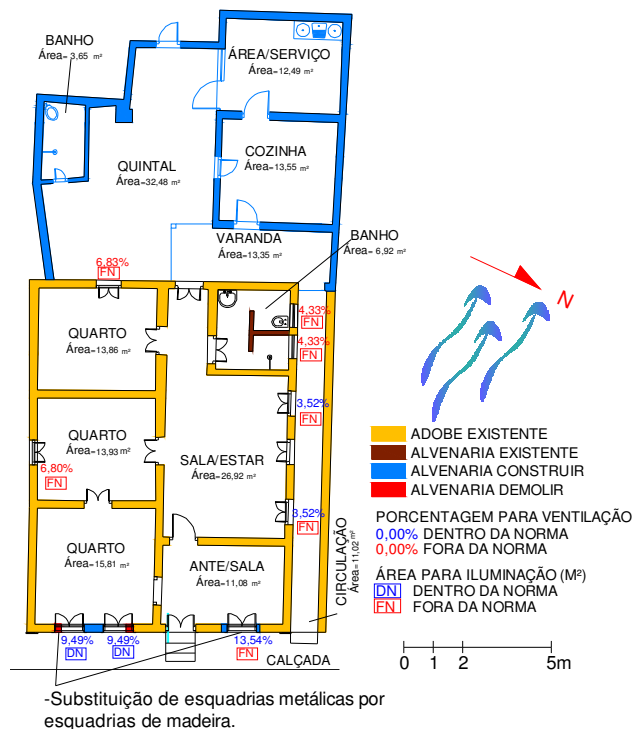 BANHO
Área=3,65 m²
ÁREA/SERVIÇO
Área=12,49 m²
COZINHA
Área=13,55 m²
QUINTAL
Área=32,48 m²
VARANDA
Área=13,35 m²
BANHO
Área=6,92 m²
6,83%
FN
QUARTO
Área=13,86 m²
4,33%
FN
4,33%
FN
QUARTO
Área=13,93 m²
6,80%
FN
3,52%
FN
SALA/ESTAR
Área=26,92 m²
3,52%
FN
QUARTO
Área=15,81 m²
ANTE/SALA
Área=11,08 m²
CIRCULAÇÃO
Área=11,02 m²
9,49%
DN
9,49%
DN
13,54%
FN
CALÇADA
-Substituição de esquadrias metálicas por
esquadrias de madeira.
N
ADOBE EXISTENTE
ALVENARIA EXISTENTE
ALVENARIA CONSTRUIR
ALVENARIA DEMOLIR
PORCENTAGEM PARA VENTILAÇÃO
0,00% DENTRO DA NORMA
0,00% FORA DA NORMA
ÁREA PARA ILUMINAÇÃO (M²)
DN DENTRO DA NORMA
FN FORA DA NORMA
0 1 2 5m